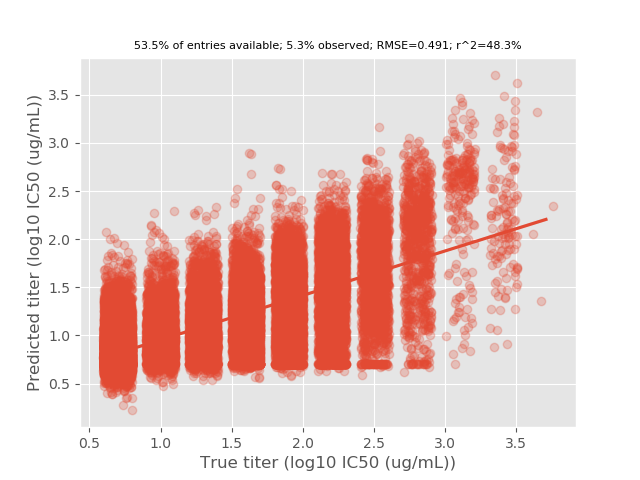 53.5% of entries available; 5.3% observed; RMSE=0.491; r^2=48.3%
Predicted titer (log10 IC50 (ug/mL))
3.5
3.0
2.5
2.0
1.5
1.0
0.5
0.5 1.0 1.5 2.0 2.5 3.0 3.5
True titer (log10 IC50 (ug/mL))